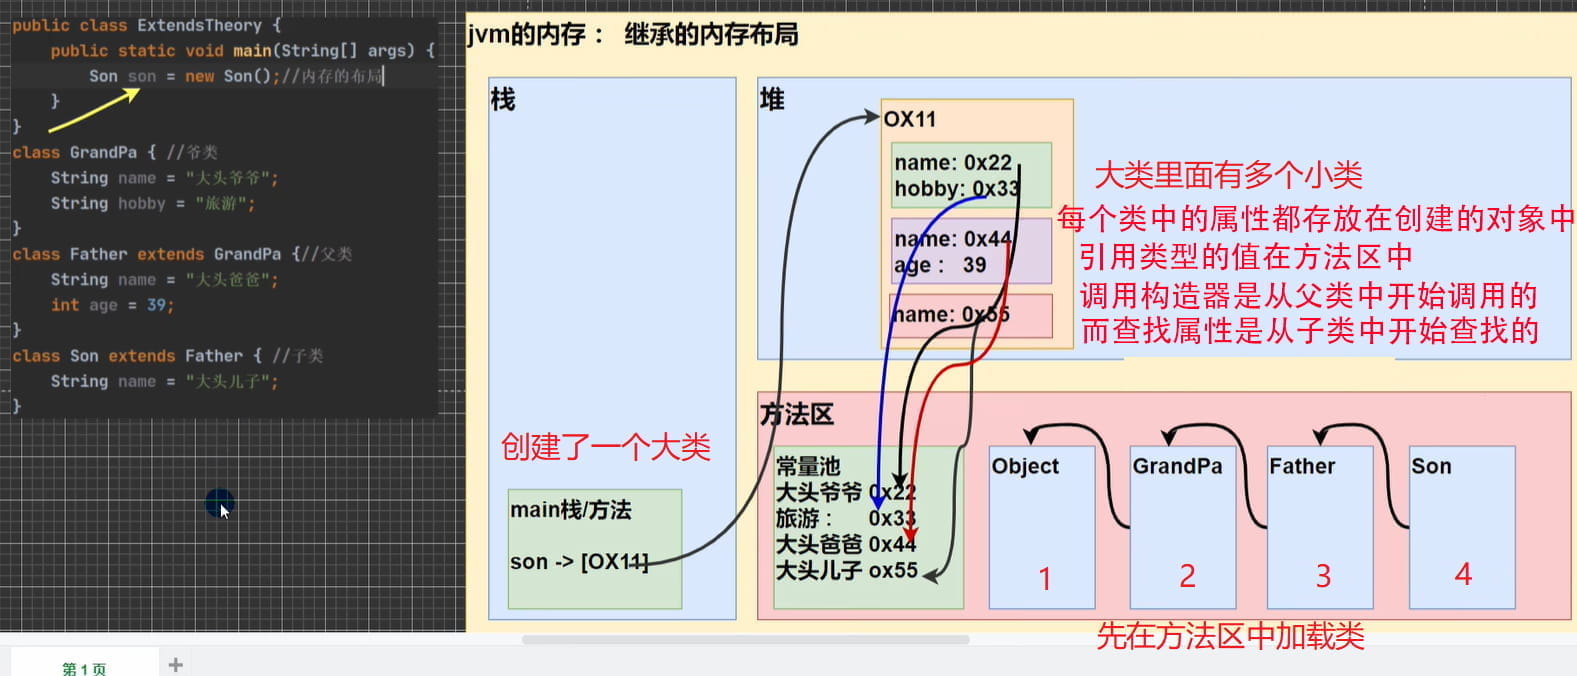 public class ExtendsTheory {
public static void main(String[] args) {
Son son = new Son();//内存的布局
}
}
class GrandPa { //爷类
String name = "大头爷爷";
String hobby = "旅游";
}
class Father extends GrandPa {//父类
String name = "大头爸爸";
int age = 39;
}
class Son extends Father { //子类
String name = "大头儿子";
}
jvm的内存： 继承的内存布局
栈
创建了一个大类
main栈/方法
son -> [OX11]
堆
OX11
name: 0x22
hobby: 0x33
name: 0x44
age： 39
name: 0x55
大类里面有多个小类
每个类中的属性都存放在创建的对象中
引用类型的值在方法区中
调用构造器是从父类中开始调用的
而查找属性是从子类中开始查找的
方法区
常量池
大头爷爷 0x22
旅游： 0x33
大头爸爸 0x44
大头儿子 ox55
Object
1
GrandPa
2
Father
3
Son
4
先在方法区中加载类
第1页